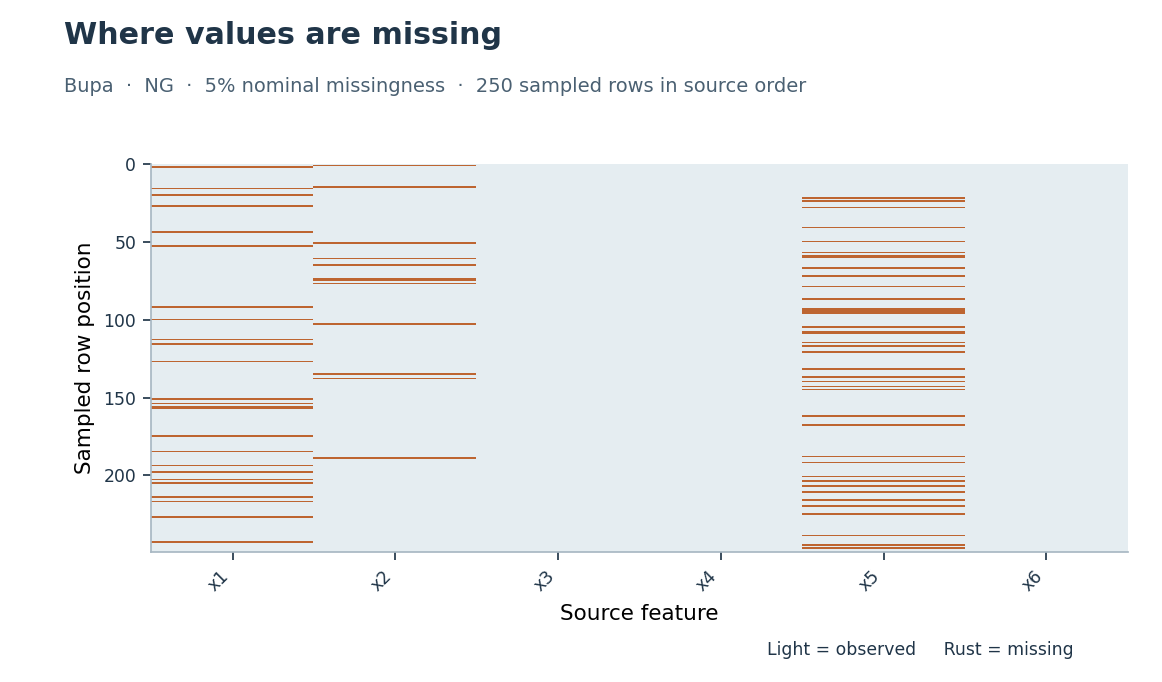 Where values are missing
Bupa · NG · 5% nominal missingness · 250 sampled rows in source order
0
50
100
150
200
Sampled row position
x1
x2
x3
x4
x5
x6
Source feature
Light = observed Rust = missing